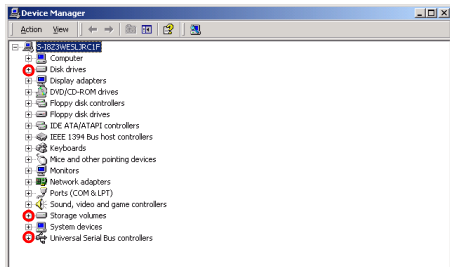 Device Manager
Action View
S-I8Z3WESLJRC1F
Computer
Disk drives
Display adapters
DVD/CD-ROM drives
Floppy disk controllers
Floppy disk drives
IDE ATA/ATAPI controllers
IEEE 1394 Bus host controllers
Keyboards
Mice and other pointing devices
Monitors
Network adapters
Ports (COM & LPT)
Sound, video and game controllers
Storage volumes
System devices
Universal Serial Bus controllers